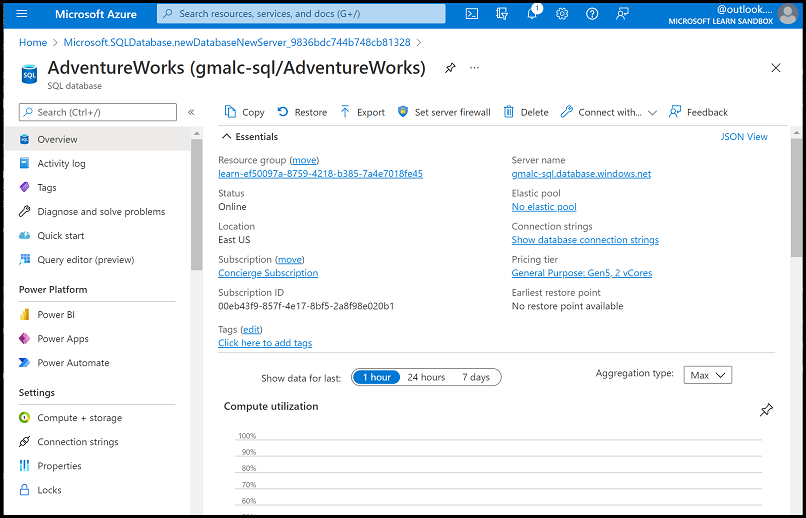 Microsoft Azure
Search resources, services, and docs (G+/)
1
@outlook....
MICROSOFT LEARN SANDBOX
Home > Microsoft.SQLDatabase.newDatabaseNewServer_9836bdc744b748cb81328 >
SQL
AdventureWorks (gmalc-sql/AdventureWorks)
...
SQL database
Search (Ctrl+/)
«
Copy Restore Export Set server firewall Delete Connect with... Feedback
Overview
Activity log
Tags
Diagnose and solve problems
Quick start
Query editor (preview)
Power Platform
Power BI
Power Apps
Power Automate
Settings
Compute + storage
Connection strings
Properties
Locks
Essentials
JSON View
Resource group (move)
learn-ef50097a-8759-4218-b385-7a4e7018fe45
Status
Online
Location
East US
Subscription (move)
Concierge Subscription
Subscription ID
00eb43f9-857f-4e17-8bf5-2a8f98e020b1
Tags (edit)
Click here to add tags
Server name
gmalc-sql.database.windows.net
Elastic pool
No elastic pool
Connection strings
Show database connection strings
Pricing tier
General Purpose: Gen5, 2 vCores
Earliest restore point
No restore point available
Show data for last: 1 hour 24 hours 7 days
Aggregation type: Max
Compute utilization
100%
90%
80%
70%
60%